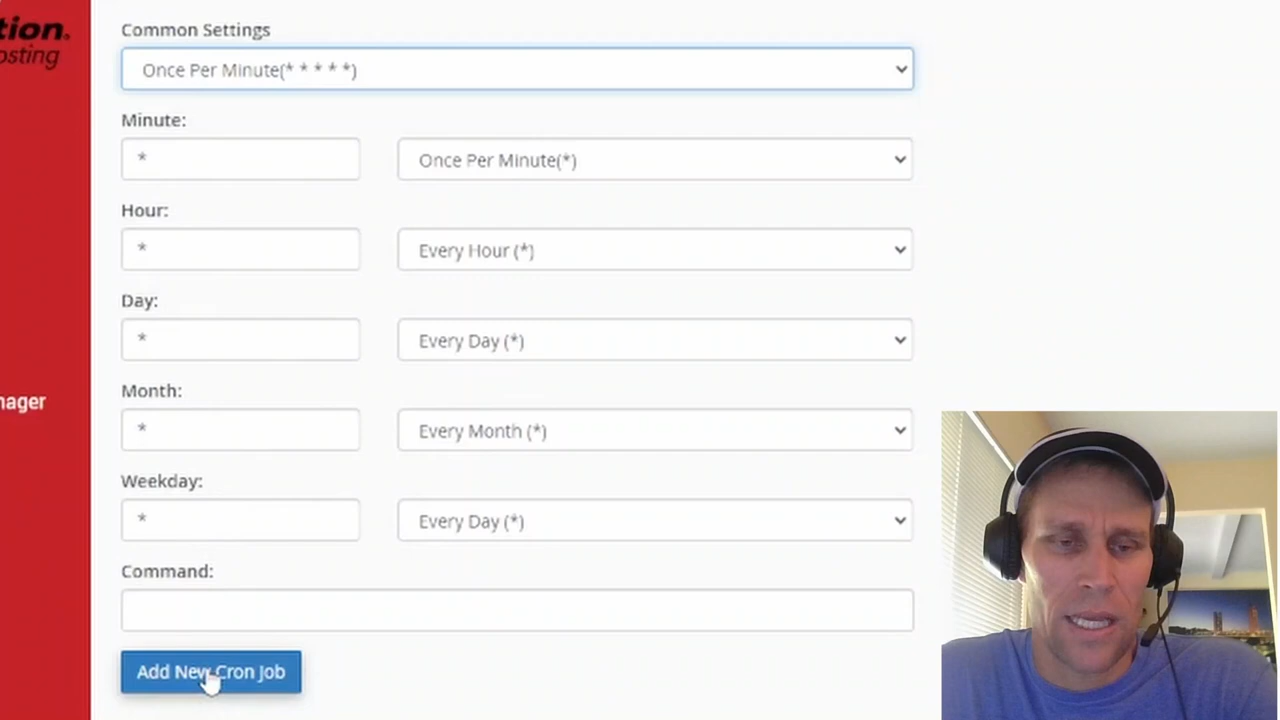 tion.
osting
nager
Common Settings
Once Per Minute(* * * * *)
Minute:
*
Once Per Minute(*)
Hour:
*
Every Hour (*)
Day:
*
Every Day (*)
Month:
*
Every Month (*)
Weekday:
*
Every Day (*)
Command:
Add New Cron Job